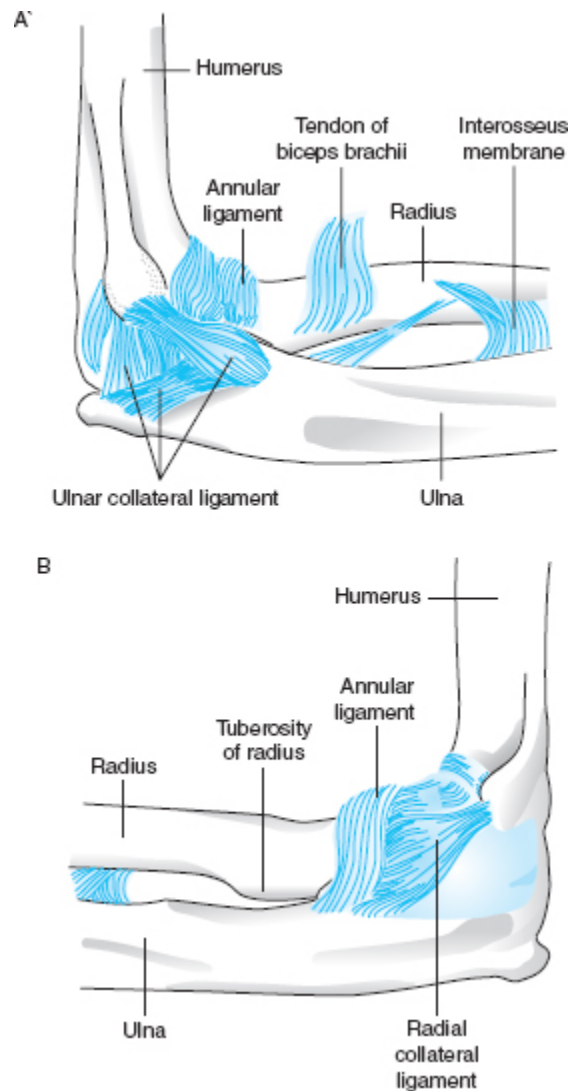 A`
Humerus
Tendon of
biceps brachii
Interosseus
membrane
Annular
ligament
Radius
Ulnar collateral ligament
Ulna
B
Humerus
Annular
ligament
Tuberosity
of radius
Radius
Ulna
Radial
collateral
ligament